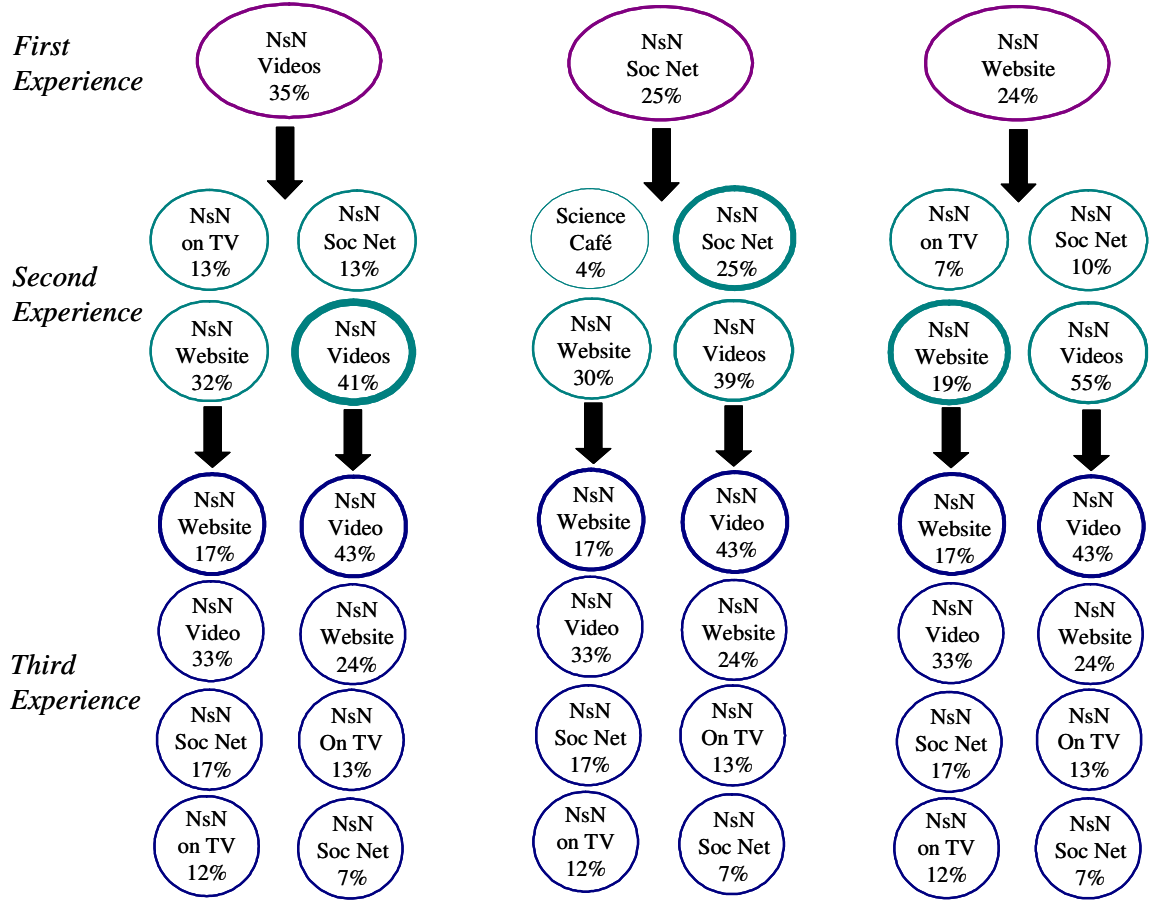 First
Experience
NsN
Videos
35%
NsN
Soc Net
25%
NsN
Website
24%
Second
Experience
NsN
on TV
13%
NsN
Soc Net
13%
Science
Café
4%
NsN
Soc Net
25%
NsN
on TV
7%
NsN
Soc Net
10%
NsN
Website
32%
NsN
Videos
41%
NsN
Website
30%
NsN
Videos
39%
NsN
Website
19%
NsN
Videos
55%
Third
Experience
NsN
Website
17%
NsN
Video
43%
NsN
Website
17%
NsN
Video
43%
NsN
Website
17%
NsN
Video
43%
NsN
Video
33%
NsN
Website
24%
NsN
Video
33%
NsN
Website
24%
NsN
Video
33%
NsN
Website
24%
NsN
Soc Net
17%
NsN
On TV
13%
NsN
Soc Net
17%
NsN
On TV
13%
NsN
Soc Net
17%
NsN
On TV
13%
NsN
on TV
12%
NsN
Soc Net
7%
NsN
on TV
12%
NsN
Soc Net
7%
NsN
on TV
12%
NsN
Soc Net
7%